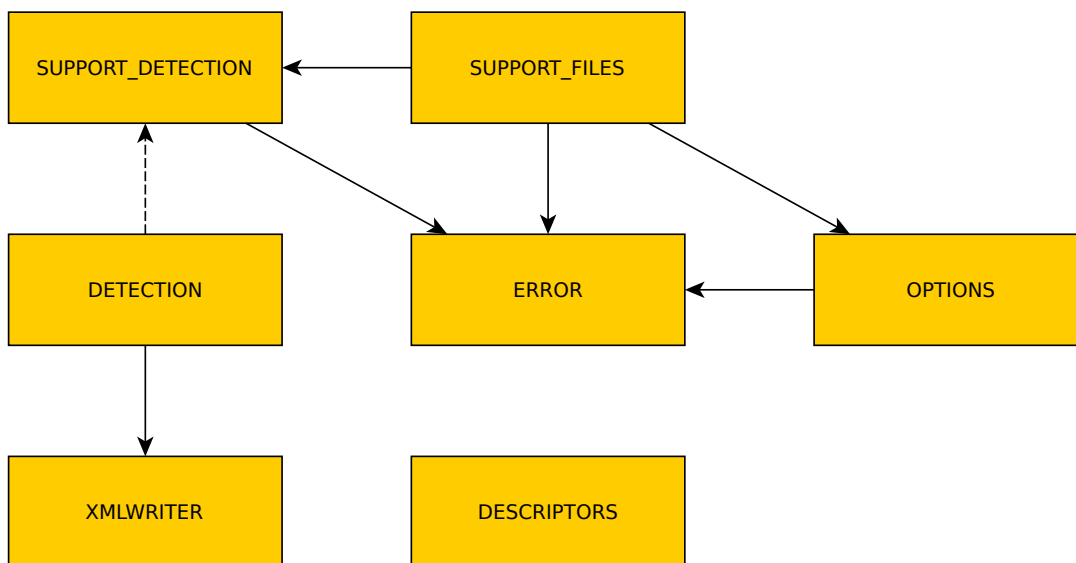 SUPPORT_DETECTION
SUPPORT_FILES
DETECTION
ERROR
OPTIONS
XMLWRITER
DESCRIPTORS